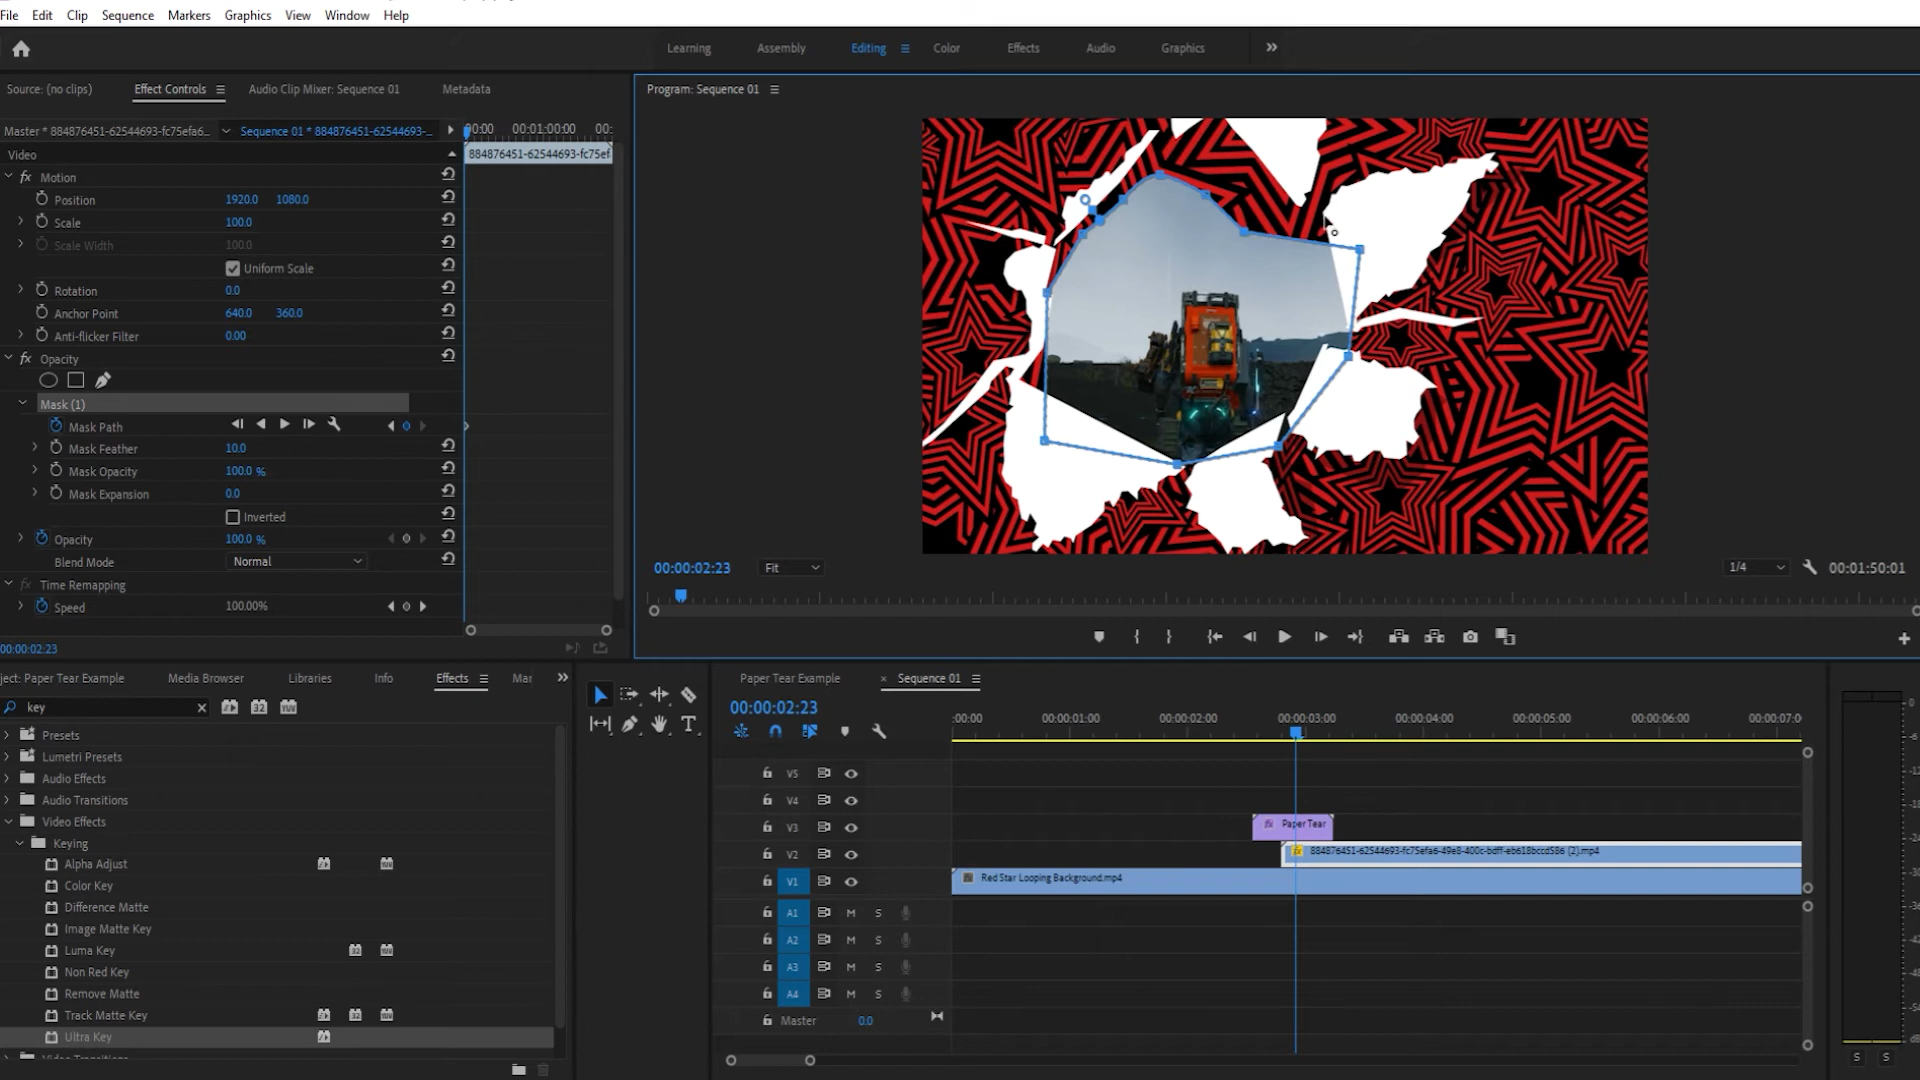 File Edit Clip Sequence Markers Graphics View Window Help
Learning Assembly Editing Color Effects Audio Graphics
Source: (no clips) Effect Controls Audio Clip Mixer: Sequence 01 Metadata
Program: Sequence 01
Master * 884876451-62544693-fc75efa6... Sequence 01 * 884876451-62544693-...
00:00 00:01:00:00 00:
Video
884876451-62544693-fc75ef
Motion
Position 1920.0 1080.0
Scale 100.0
Scale Width 100.0
Uniform Scale
Rotation 0.0
Anchor Point 640.0 360.0
Anti-flicker Filter 0.00
Opacity
Mask (1)
Mask Path
Mask Feather 10.0
Mask Opacity 100.0 %
Mask Expansion 0.0
Inverted
Opacity 100.0 %
Blend Mode Normal
Time Remapping
Speed 100.00%
00:00:02:23
00:00:02:23 Fit 1/4 00:01:50:01
ject: Paper Tear Example Media Browser Libraries Info Effects Mar
key
Presets
Lumetri Presets
Audio Effects
Audio Transitions
Video Effects
Keying
Alpha Adjust
Color Key
Difference Matte
Image Matte Key
Luma Key
Non Red Key
Remove Matte
Track Matte Key
Ultra Key
Video Transitions
Paper Tear Example Sequence 01
00:00:02:23
:00:00 00:00:01:00 00:00:02:00 00:00:03:00 00:00:04:00 00:00:05:00 00:00:06:00 00:00:07:0
V5
V4
V3 Paper Tear
V2 884876451-62544693-fc75efa6-49e8-400c-bdff-eb618bccd586 (2).mp4
V1 Red Star Looping Background.mp4
A1 M S
A2 M S
A3 M S
A4 M S
Master 0.0
0
S S